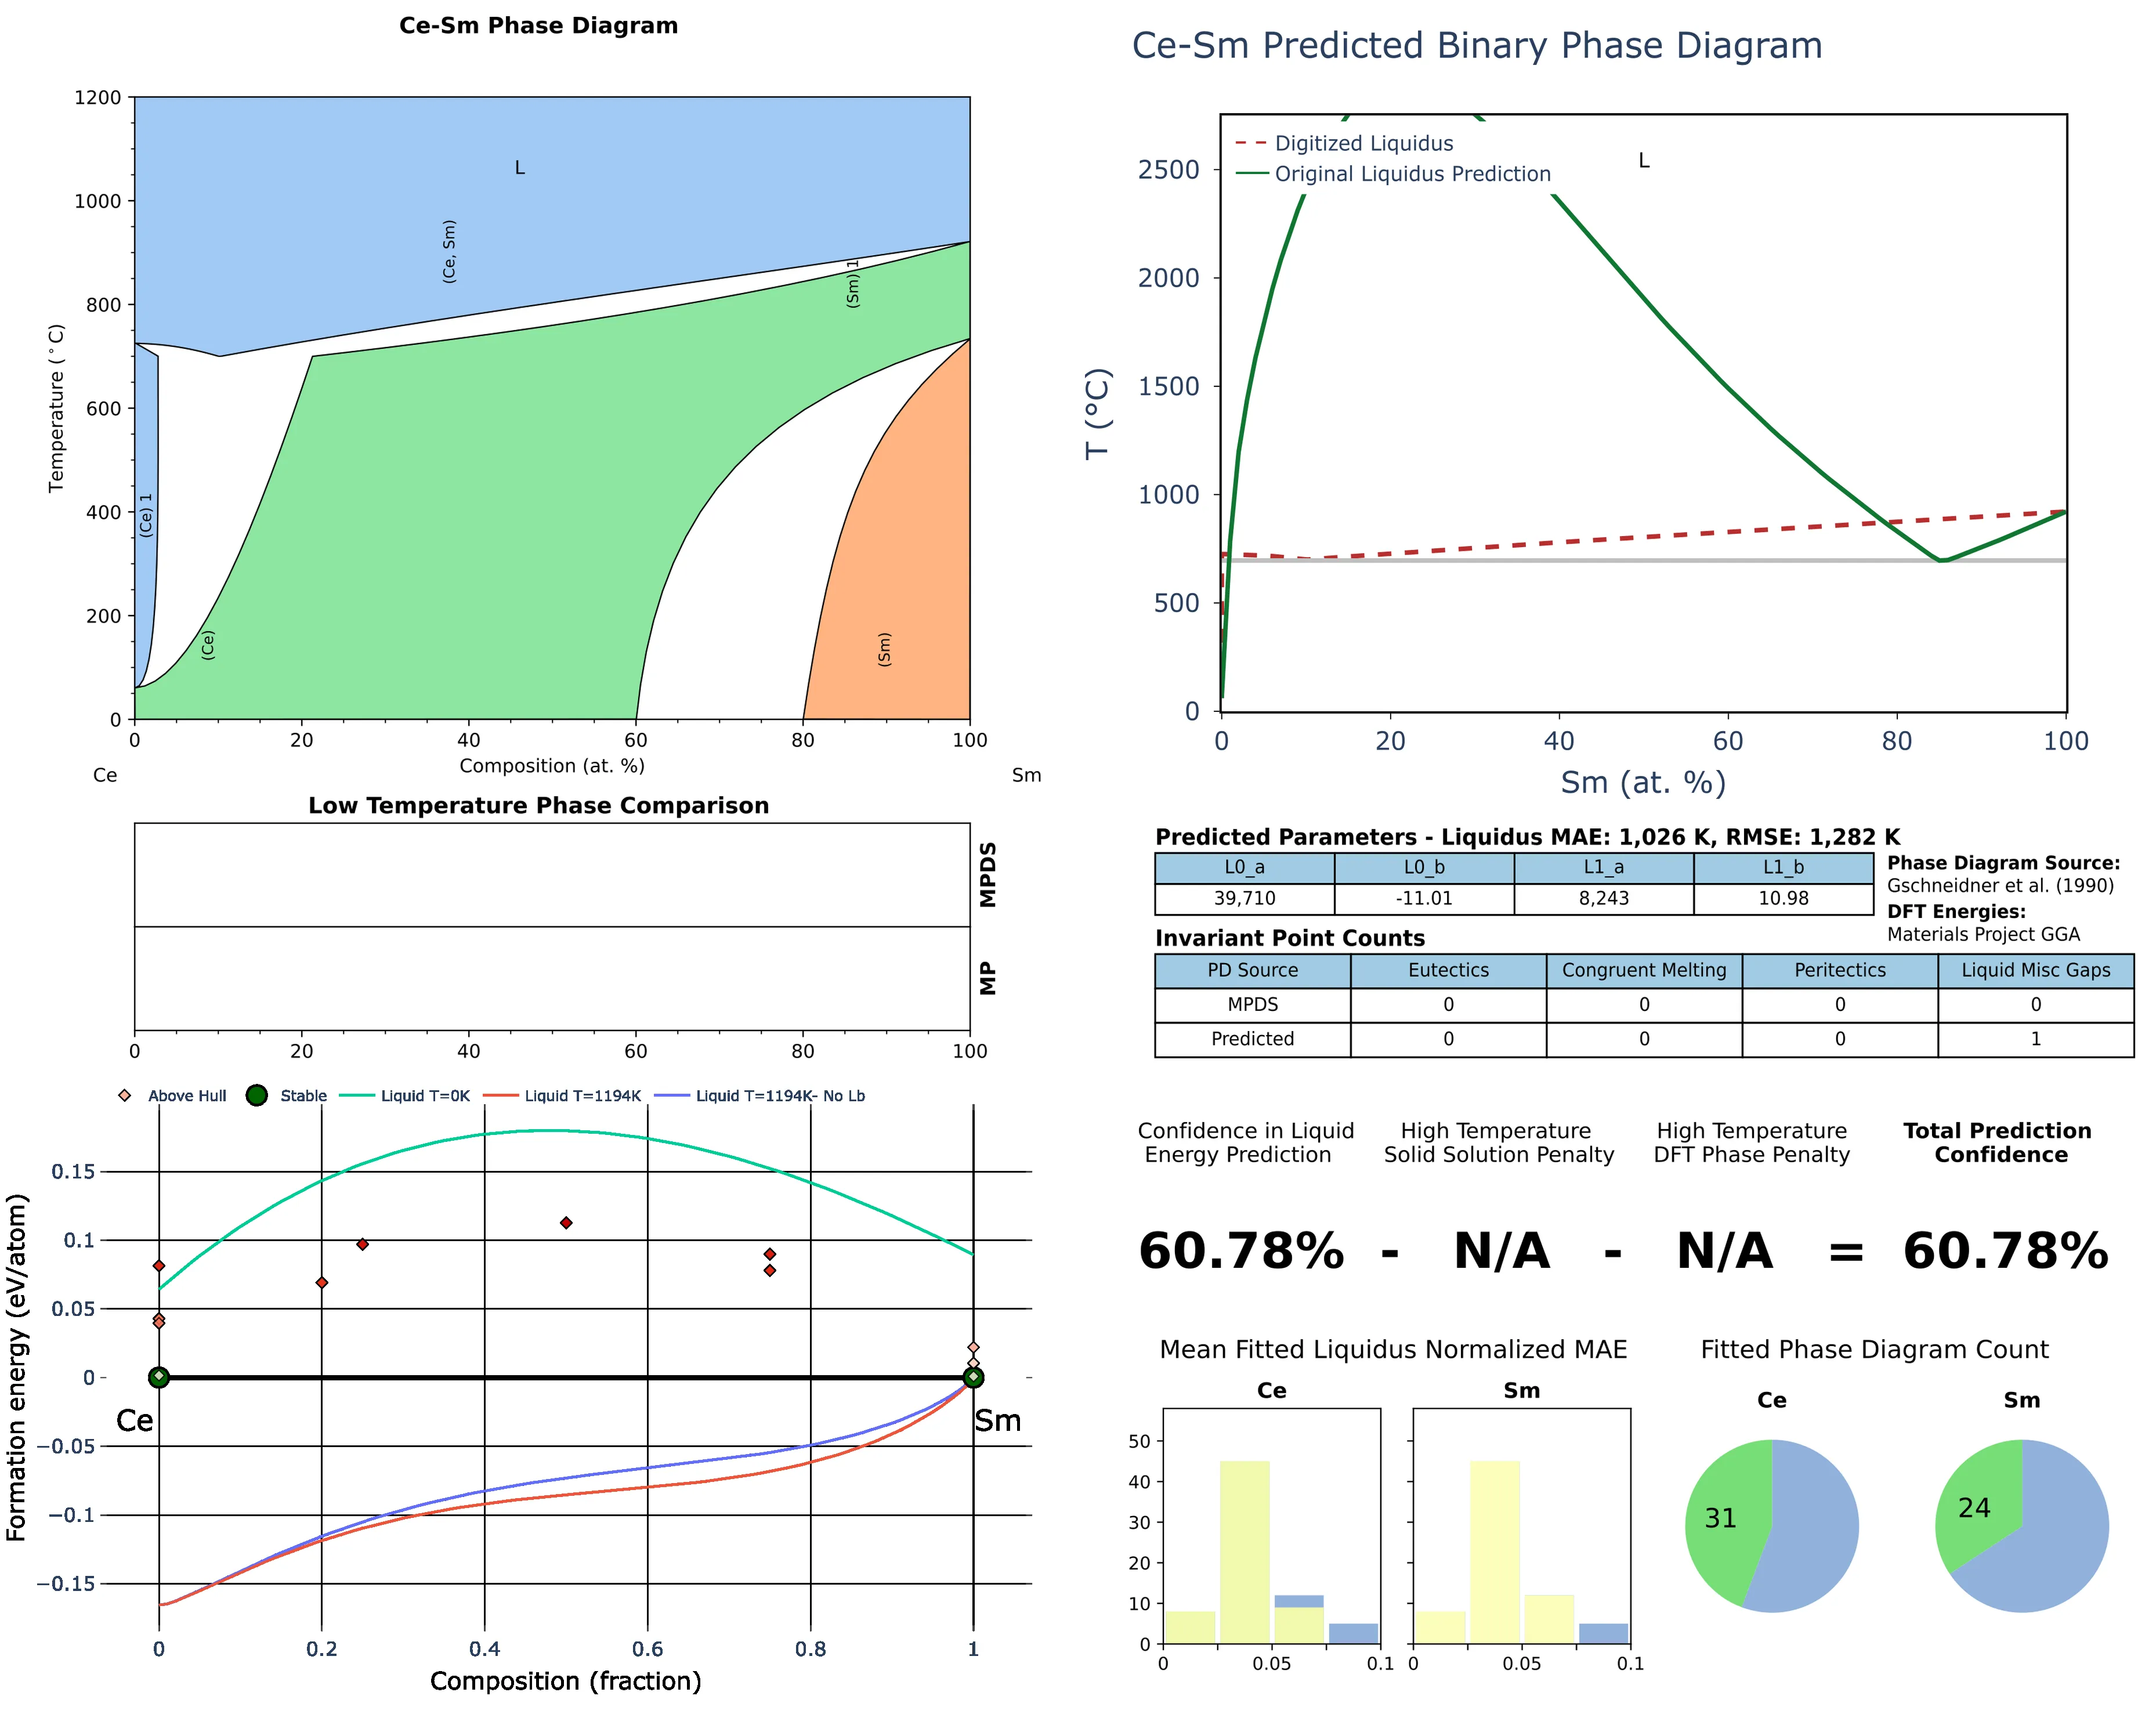 Ce-Sm Phase Diagram
1200
1000
800
600
400
200
0
Temperature (°C)
L
(Ce, Sm)
(Sm) 1
(Ce) 1
(Ce)
(Sm)
0 20 40 60 80 100
Composition (at. %)
Ce Sm
Low Temperature Phase Comparison
MPDS
MP
0 20 40 60 80 100
Above Hull Stable Liquid T=0K Liquid T=1194K Liquid T=1194K- No Lb
Formation energy (eV/atom)
0.15
0.1
0.05
0
−0.05
−0.1
−0.15
Ce Sm
0 0.2 0.4 0.6 0.8 1
Composition (fraction)
Ce-Sm Predicted Binary Phase Diagram
Digitized Liquidus
Original Liquidus Prediction
L
T (°C)
2500
2000
1500
1000
500
0
0 20 40 60 80 100
Sm (at. %)
Predicted Parameters - Liquidus MAE: 1,026 K, RMSE: 1,282 K
L0_a L0_b L1_a L1_b
39,710 -11.01 8,243 10.98
Phase Diagram Source:
Gschneidner et al. (1990)
DFT Energies:
Materials Project GGA
Invariant Point Counts
PD Source Eutectics Congruent Melting Peritectics Liquid Misc Gaps
MPDS 0 0 0 0
Predicted 0 0 0 1
Confidence in Liquid
Energy Prediction
High Temperature
Solid Solution Penalty
High Temperature
DFT Phase Penalty
Total Prediction
Confidence
60.78% - N/A - N/A = 60.78%
Mean Fitted Liquidus Normalized MAE
Ce Sm
50
40
30
20
10
0
0 0.05 0.1 0 0.05 0.1
Fitted Phase Diagram Count
Ce Sm
31 24